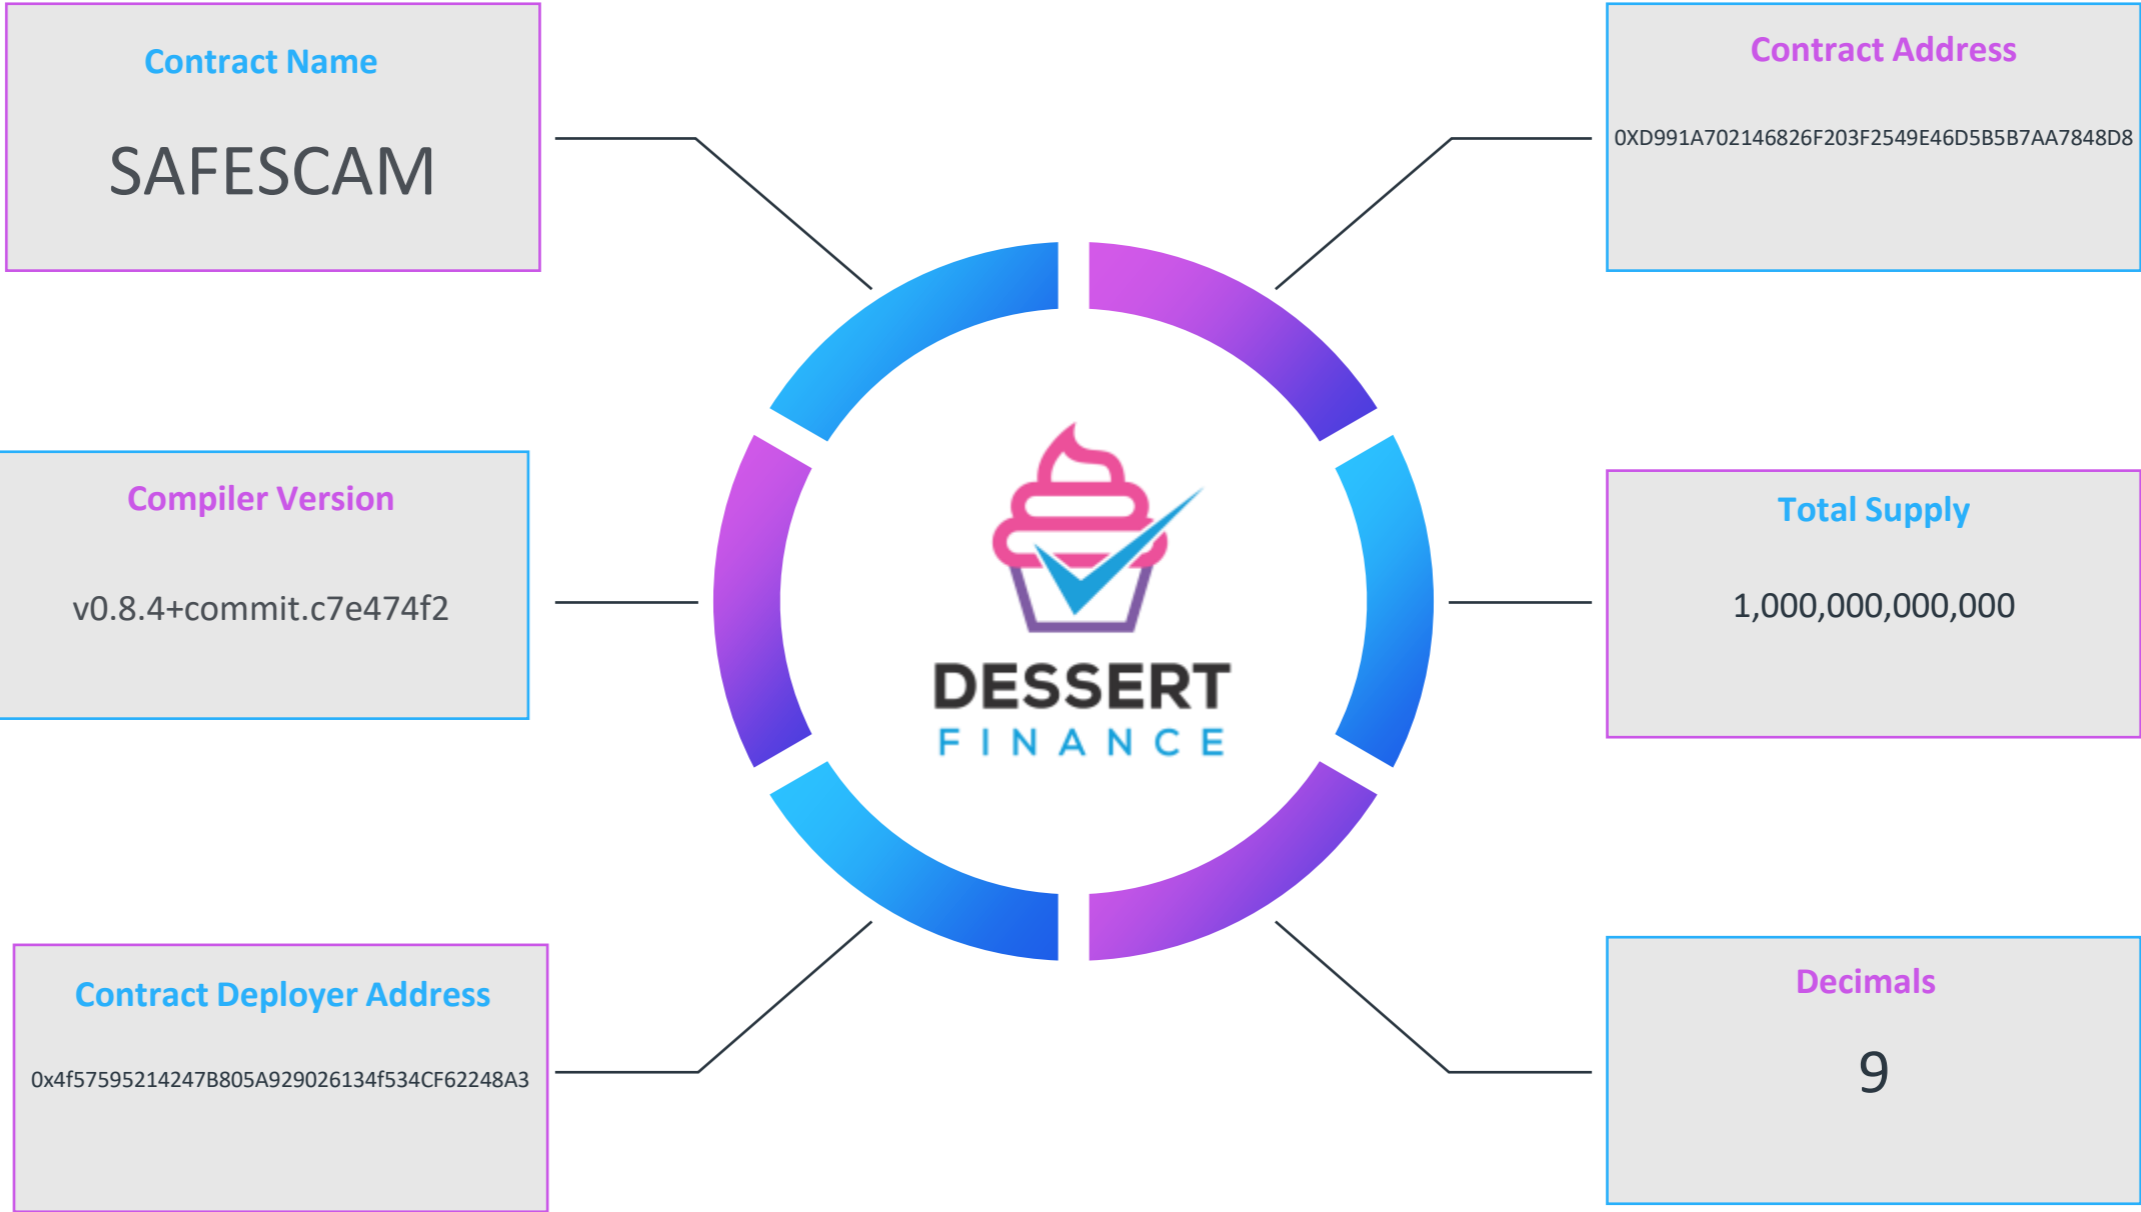 Contract Name
SAFESCAM
Contract Address
0XD991A702146826F203F2549E46D5B5B7AA7848D8
Compiler Version
v0.8.4+commit.c7e474f2
Total Supply
1,000,000,000,000
DESSERT
FINANCE
Contract Deployer Address
0x4f57595214247B805A929026134f534CF62248A3
Decimals
9